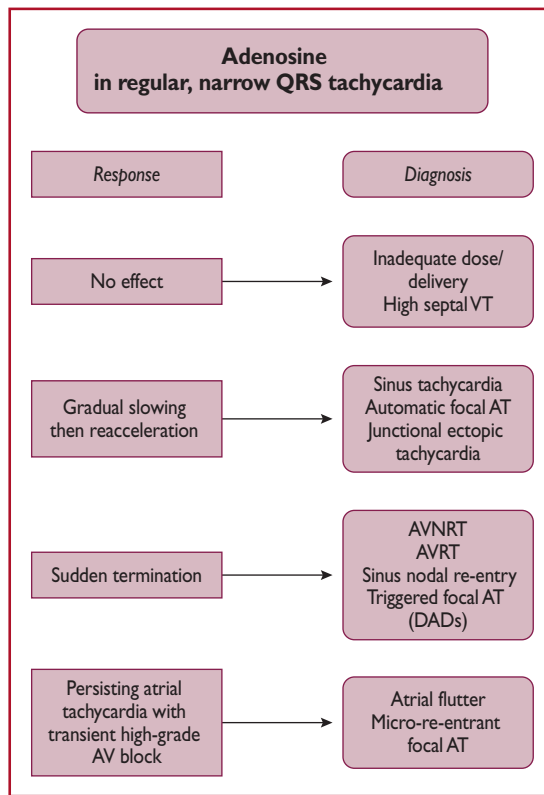 Adenosine
in regular, narrow QRS tachycardia
Response
Diagnosis
No effect
Inadequate dose/
delivery
High septal VT
Gradual slowing
then reacceleration
Sinus tachycardia
Automatic focal AT
Junctional ectopic
tachycardia
Sudden termination
AVNRT
AVRT
Sinus nodal re-entry
Triggered focal AT
(DADs)
Persisting atrial
tachycardia with
transient high-grade
AV block
Atrial flutter
Micro-re-entrant
focal AT